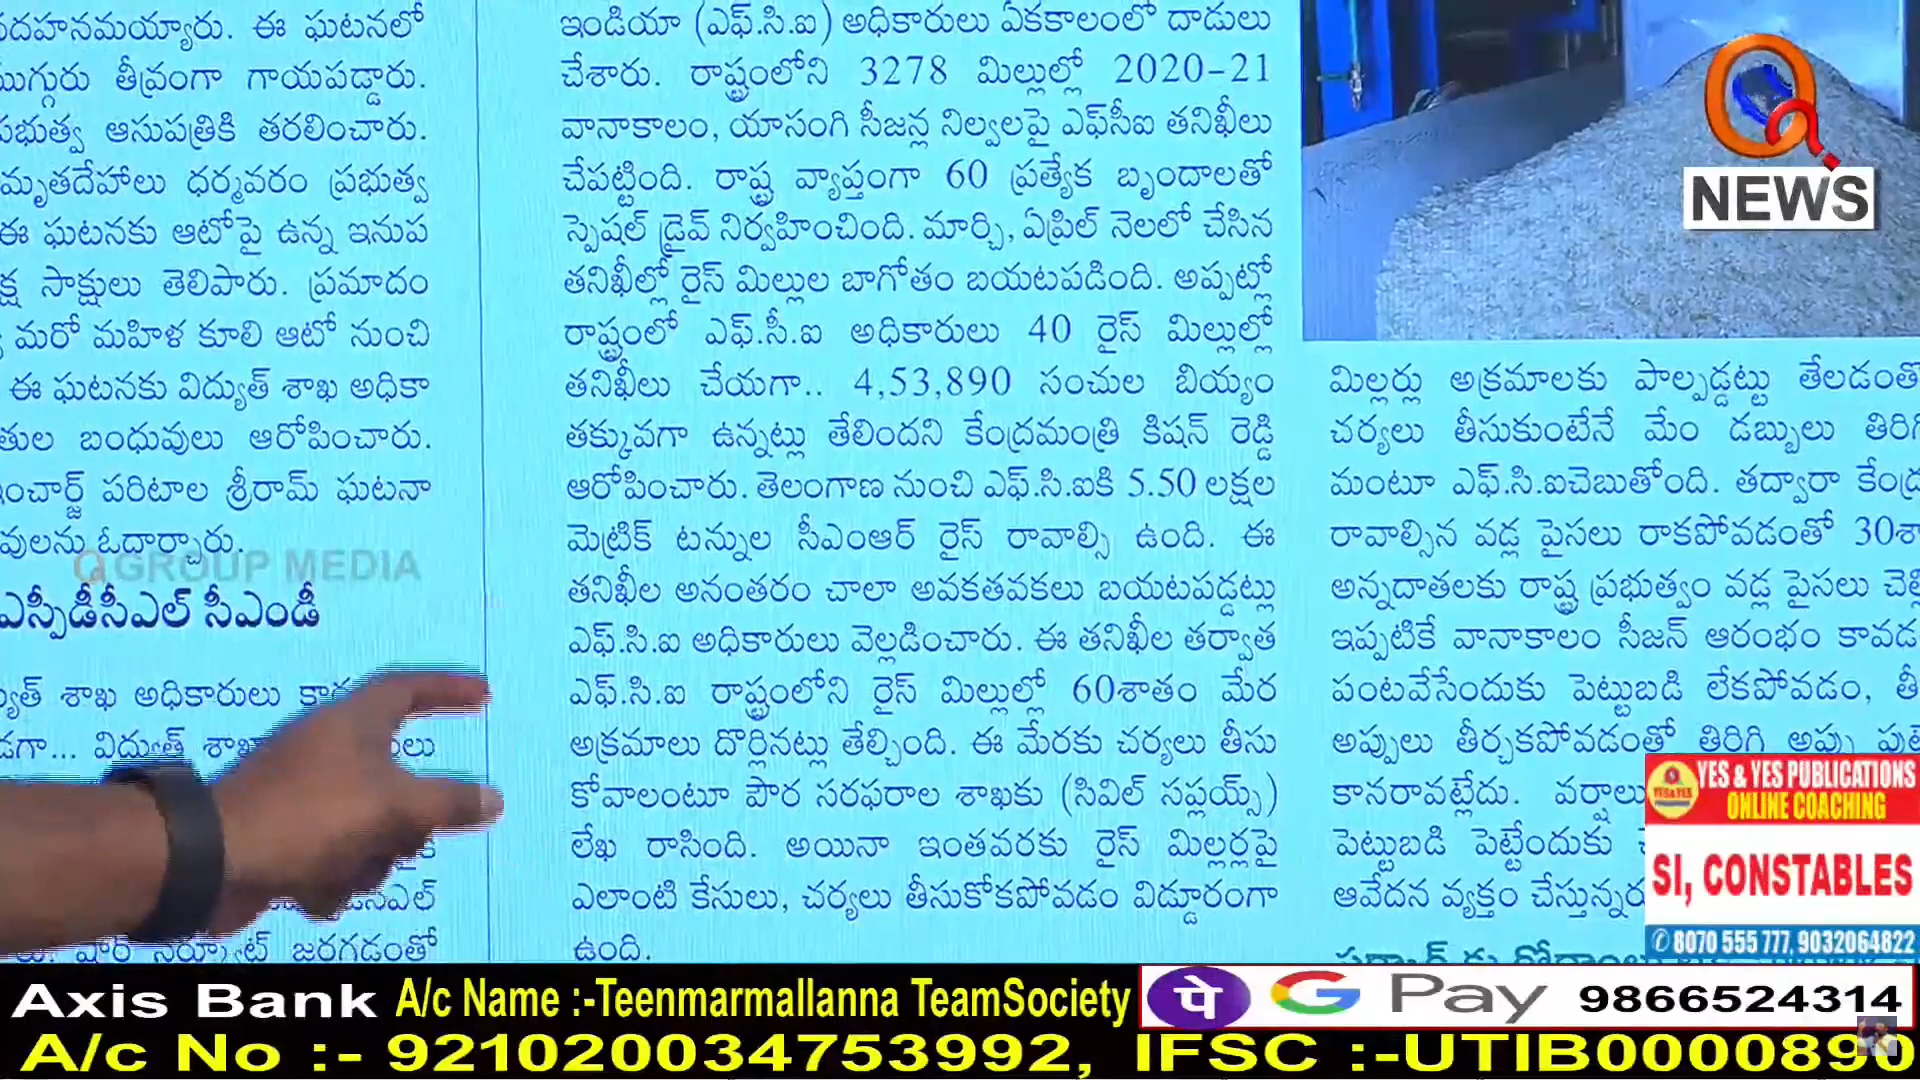 దహనమయ్యారు. ఈ ఘటనలో
ముగ్గురు తీవ్రంగా గాయపడ్డారు.
ఆసుపత్రికి తరలించారు.
మృతదేహాలు ధర్మవరం ప్రభుత్వ
ఈ ఘటనకు ఆటోపై ఉన్న ఇనుప
సాక్షులు తెలిపారు. ప్రమాదం
మరో మహిళ కూలి ఆటో నుంచి
ఈ ఘటనకు విద్యుత్ శాఖ అధికా
బంధువులు ఆరోపించారు.
పరిటాల శ్రీరామ్ ఘటనా
ఓదార్చారు.
ఎస్పీడీసీఎల్ సీఎండీ
శాఖ అధికారులు
విద్యుత్
జరగడంతో
ఇండియా (ఎఫ్.సి.ఐ) అధికారులు ఏకకాలంలో దాడులు
చేశారు. రాష్ట్రంలోని 3278 మిల్లుల్లో 2020-21
వానాకాలం, యాసంగి సీజన్ల నిల్వలపై ఎఫ్‌సీఐ తనిఖీలు
చేపట్టింది. రాష్ట్ర వ్యాప్తంగా 60 ప్రత్యేక బృందాలతో
స్పెషల్ డ్రైవ్ నిర్వహించింది. మార్చి, ఏప్రిల్ నెలలో చేసిన
తనిఖీల్లో రైస్ మిల్లుల బాగోతం బయటపడింది. అప్పట్లో
రాష్ట్రంలో ఎఫ్.సీ.ఐ అధికారులు 40 రైస్ మిల్లుల్లో
తనిఖీలు చేయగా.. 4,53,890 సంచుల బియ్యం
తక్కువగా ఉన్నట్లు తేలిందని కేంద్రమంత్రి కిషన్ రెడ్డి
ఆరోపించారు. తెలంగాణ నుంచి ఎఫ్.సి.ఐకి 5.50 లక్షల
మెట్రిక్ టన్నుల సీఎంఆర్ రైస్ రావాల్సి ఉంది. ఈ
తనిఖీల అనంతరం చాలా అవకతవకలు బయటపడ్డట్లు
ఎఫ్.సి.ఐ అధికారులు వెల్లడించారు. ఈ తనిఖీల తర్వాత
ఎఫ్.సి.ఐ రాష్ట్రంలోని రైస్ మిల్లుల్లో 60శాతం మేర
అక్రమాలు దొర్లినట్లు తేల్చింది. ఈ మేరకు చర్యలు తీసు
కోవాలంటూ పౌర సరఫరాల శాఖకు (సివిల్ సప్లయ్స్)
లేఖ రాసింది. అయినా ఇంతవరకు రైస్ మిల్లర్లపై
ఎలాంటి కేసులు, చర్యలు తీసుకోకపోవడం విడ్డూరంగా
ఉంది.
మిల్లర్లు అక్రమాలకు పాల్పడ్డట్టు తేలడంతో
చర్యలు తీసుకుంటేనే మేం డబ్బులు తిరిగి
మంటూ ఎఫ్.సి.ఐచెబుతోంది. తద్వారా కేంద్ర
రావాల్సిన వడ్ల పైసలు రాకపోవడంతో 30శా
అన్నదాతలకు రాష్ట్ర ప్రభుత్వం వడ్ల పైసలు
ఇప్పటికే వానాకాలం సీజన్ ఆరంభం కావడ
పంటవేసేందుకు పెట్టుబడి లేకపోవడం,
అప్పులు తీర్చకపోవడంతో తిరిగి అప్పు
కానరావట్లేదు.
పెట్టుబడి పెట్టేందుకు
ఆవేదన వ్యక్తం
Q GROUP MEDIA
Q
NEWS
YES & YES PUBLICATIONS
ONLINE COACHING
SI, CONSTABLES
8070 555 777, 9032064822
Axis Bank A/c Name :-Teenmarmallanna TeamSociety
पे G Pay 9866524314
A/c No :- 921020034753992, IFSC :-UTIB0000890